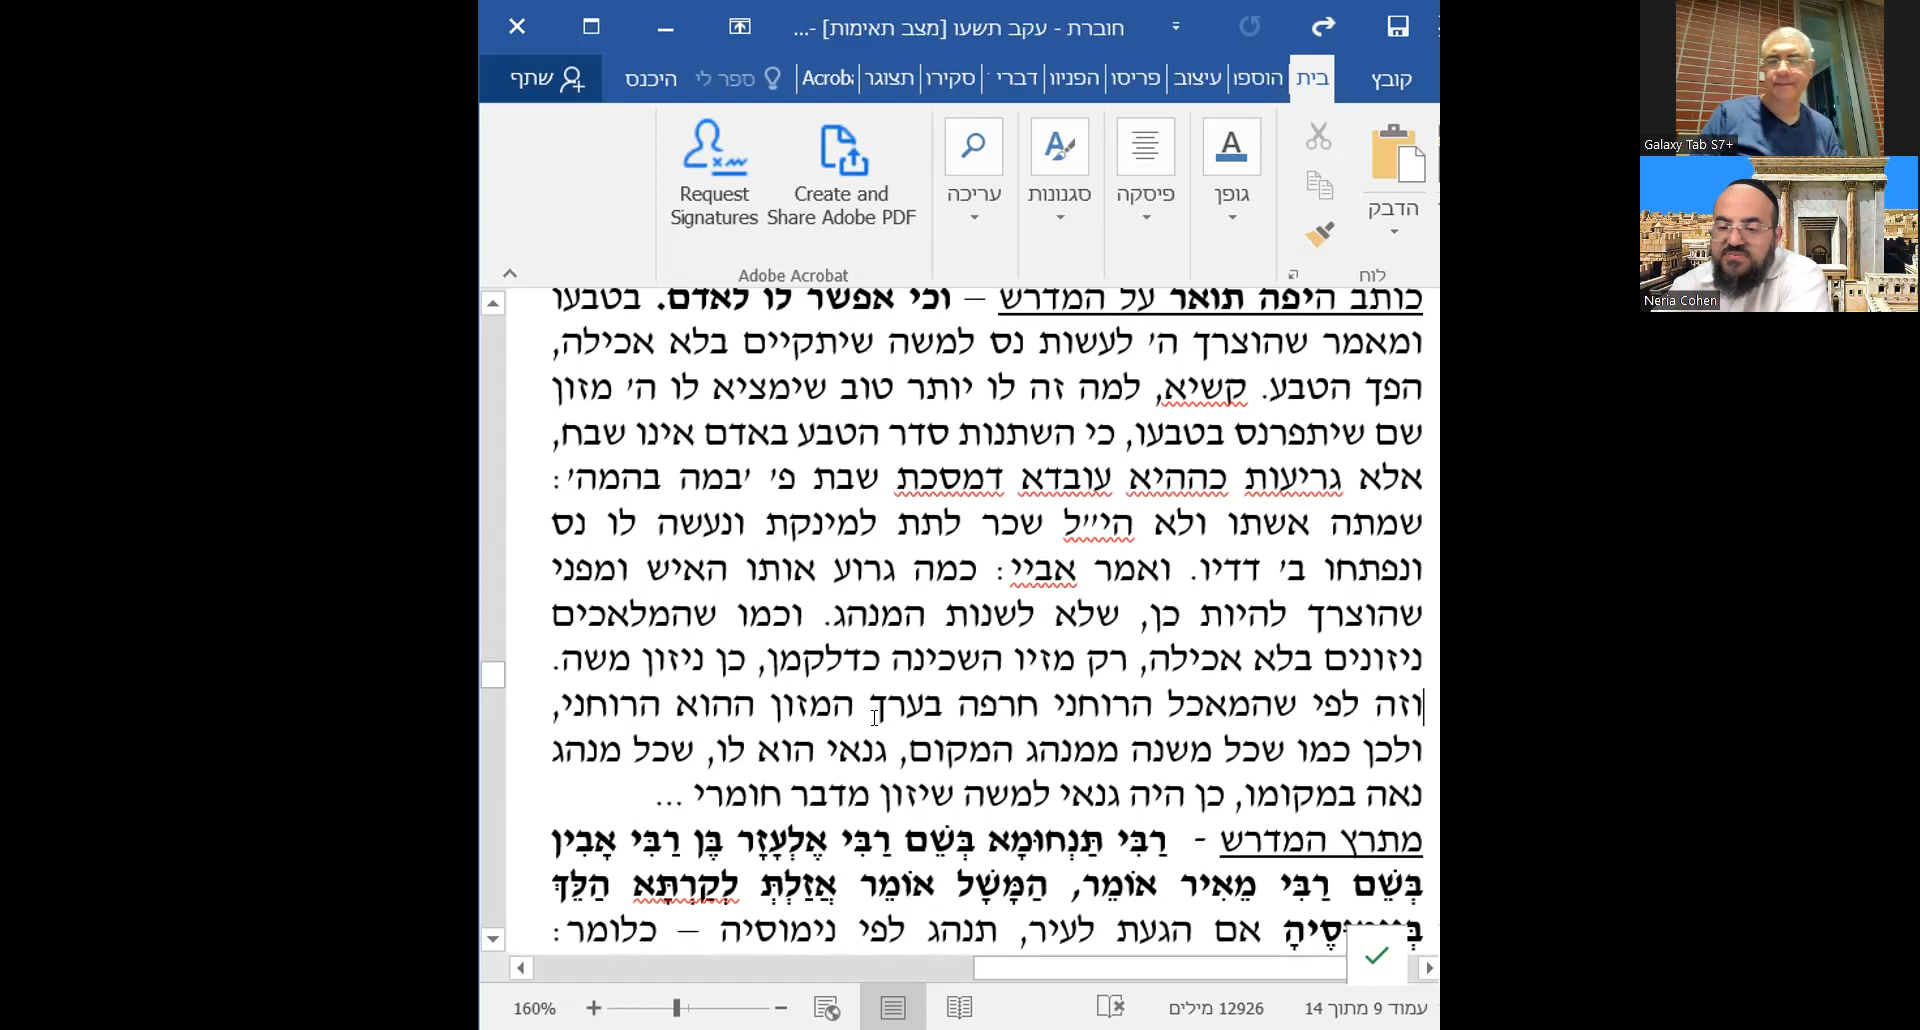 חוברת - עקב תשעו [מצב תאימות] -...
קובץ
בית
הוספו
עיצוב
פריסו
הפניוו
דברי
סקירו
תצוגר
Acrob
ספר לי
היכנס
שתף
הדבק
לוח
גופן
פיסקה
סגנונות
עריכה
Create and
Share Adobe PDF
Request
Signatures
Adobe Acrobat
כותב היפה תואר על המדרש – וכי אפשר לו לאדם. בטבעו
ומאמר שהוצרך ה' לעשות נס למשה שיתקיים בלא אכילה,
הפך הטבע. קשיא, למה זה לו יותר טוב שימציא לו ה' מזון
שם שיתפרנס בטבעו, כי השתנות סדר הטבע באדם אינו שבח,
אלא גריעות כההיא עובדא דמסכת שבת פ' 'במה בהמה':
שמתה אשתו ולא הי"ל שכר לתת למינקת ונעשה לו נס
ונפתחו ב' דדיו. ואמר אביי: כמה גרוע אותו האיש ומפני
שהוצרך להיות כן, שלא לשנות המנהג. וכמו שהמלאכים
ניזונים בלא אכילה, רק מזיו השכינה כדלקמן, כן ניזון משה.
וזה לפי שהמאכל הרוחני חרפה בערך המזון ההוא הרוחני,
ולכן כמו שכל משנה ממנהג המקום, גנאי הוא לו, שכל מנהג
נאה במקומו, כן היה גנאי למשה שיזון מדבר חומרי ...
מתרץ המדרש - רַבִּי תַּנְחוּמָא בְּשֵׁם רַבִּי אֶלְעָזָר בֶּן רַבִּי אָבִין
בְּשֵׁם רַבִּי מֵאִיר אוֹמֵר, הַמָּשָׁל אוֹמֵר אֲזַלְתְּ לְקַרְתָּא הַלֵּךְ
אם הגעת לעיר, תנהג לפי נימוסיה – כלומר:
עמוד 9 מתוך 14
12926 מילים
160%
Galaxy Tab S7+
Neria Cohen